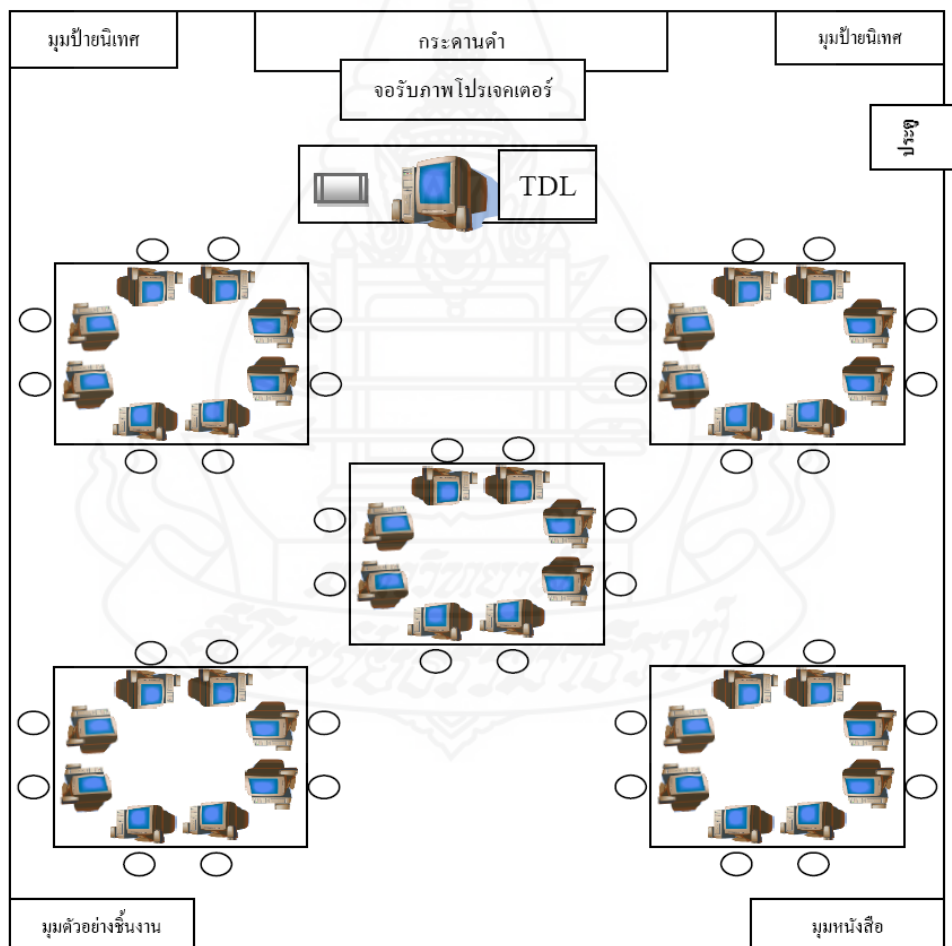 มุมป้ายนิเทศ
กระดานดำ
มุมป้ายนิเทศ
จอรับภาพโปรเจคเตอร์
ประตู
TDL
มุมตัวอย่างชิ้นงาน
มุมหนังสือ